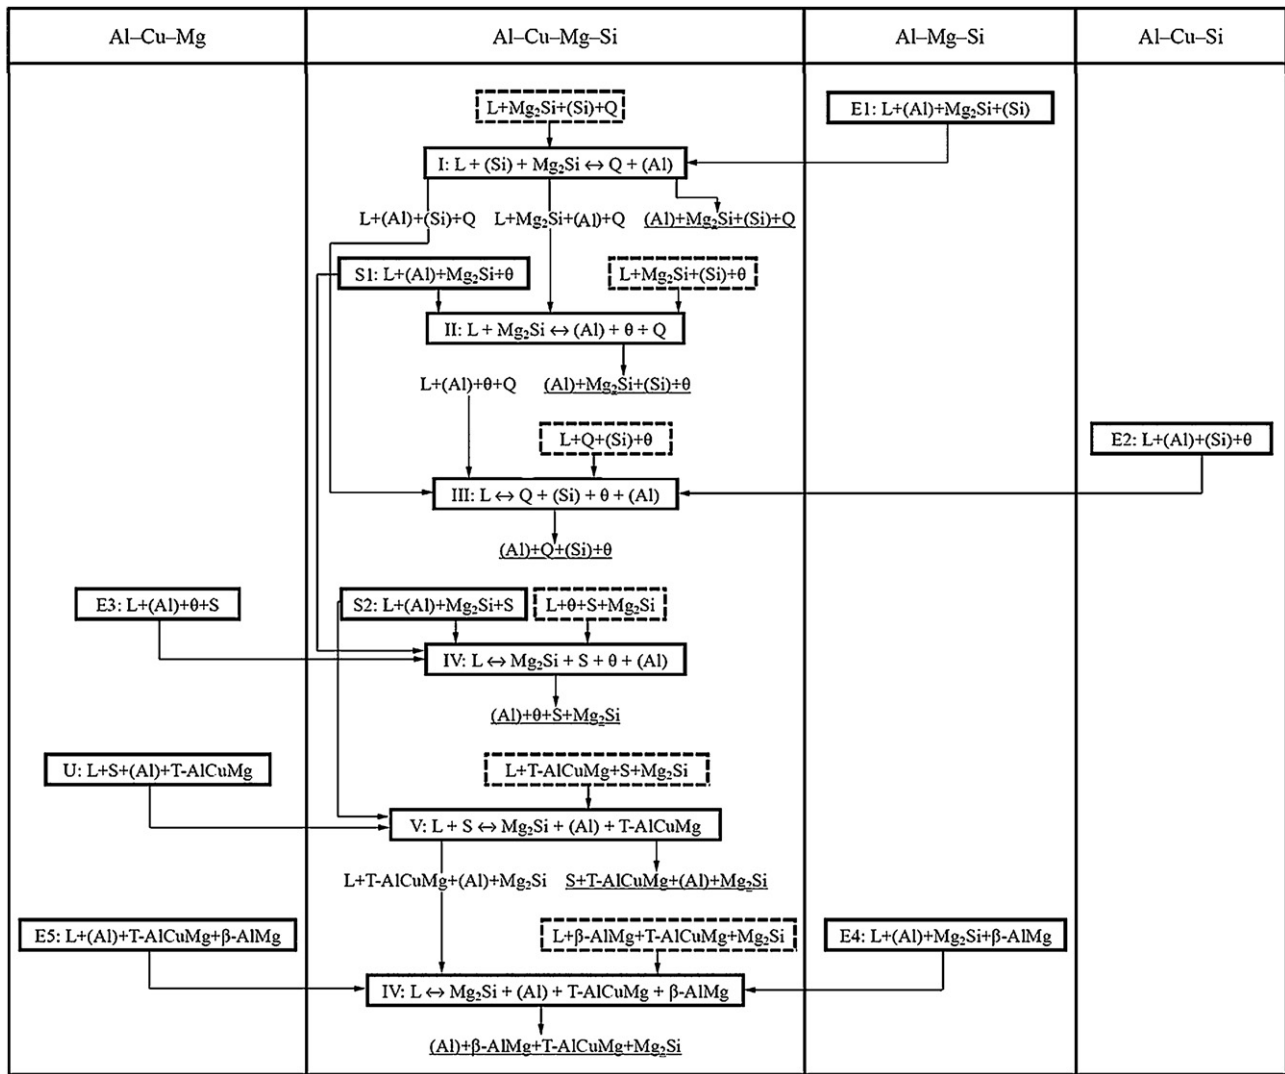 Al–Cu–Mg
Al–Cu–Mg–Si
Al–Mg–Si
Al–Cu–Si
L+Mg₂Si+(Si)+Q
E1: L+(Al)+Mg₂Si+(Si)
I: L + (Si) + Mg₂Si ↔ Q + (Al)
L+(Al)+(Si)+Q
L+Mg₂Si+(Al)+Q
(Al)+Mg₂Si+(Si)+Q
S1: L+(Al)+Mg₂Si+θ
L+Mg₂Si+(Si)+θ
II: L + Mg₂Si ↔ (Al) + θ + Q
L+(Al)+θ+Q
(Al)+Mg₂Si+(Si)+θ
L+Q+(Si)+θ
E2: L+(Al)+(Si)+θ
III: L ↔ Q + (Si) + θ + (Al)
(Al)+Q+(Si)+θ
E3: L+(Al)+θ+S
S2: L+(Al)+Mg₂Si+S
L+θ+S+Mg₂Si
IV: L ↔ Mg₂Si + S + θ + (Al)
(Al)+θ+S+Mg₂Si
U: L+S+(Al)+T-AlCuMg
L+T-AlCuMg+S+Mg₂Si
V: L + S ↔ Mg₂Si + (Al) + T-AlCuMg
L+T-AlCuMg+(Al)+Mg₂Si
S+T-AlCuMg+(Al)+Mg₂Si
E5: L+(Al)+T-AlCuMg+β-AlMg
L+β-AlMg+T-AlCuMg+Mg₂Si
E4: L+(Al)+Mg₂Si+β-AlMg
IV: L ↔ Mg₂Si + (Al) + T-AlCuMg + β-AlMg
(Al)+β-AlMg+T-AlCuMg+Mg₂Si